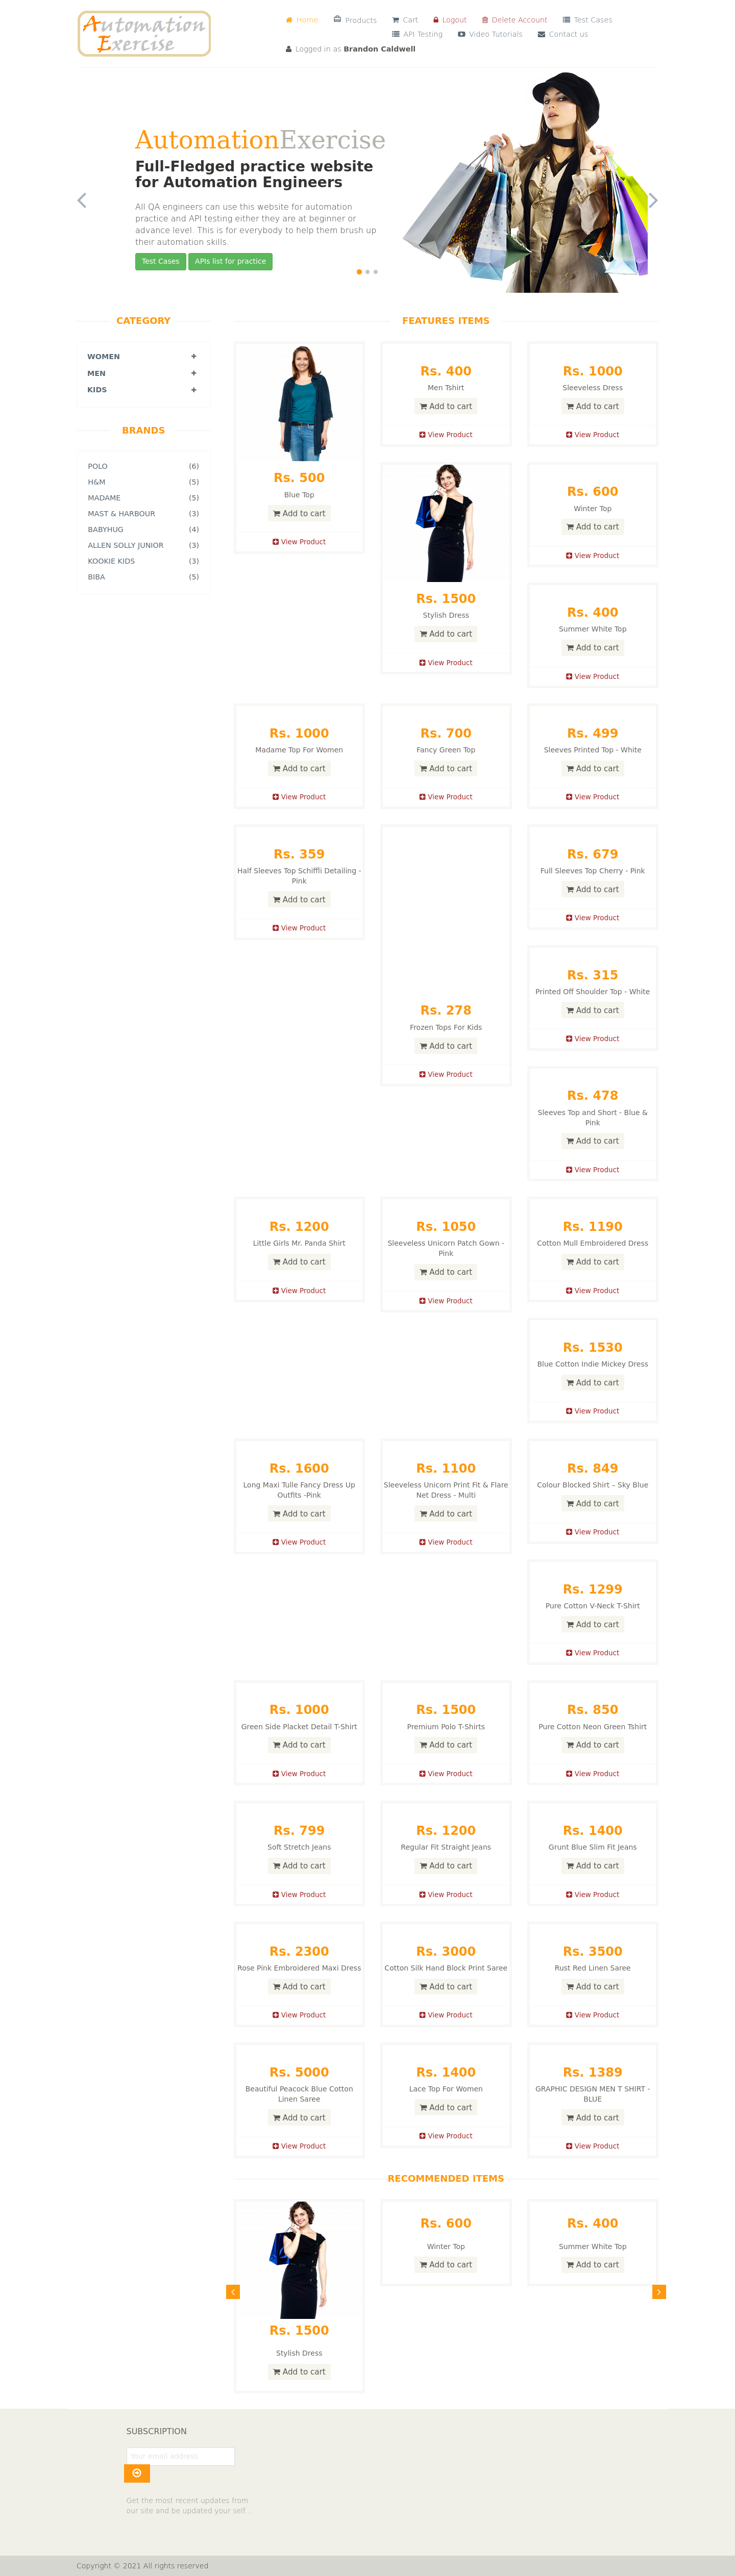 Automation
Exercise
Home
Products
Cart
Logout
Delete Account
Test Cases
API Testing
Video Tutorials
Contact us
Logged in as Brandon Caldwell
AutomationExercise
Full-Fledged practice website
for Automation Engineers
All QA engineers can use this website for automation
practice and API testing either they are at beginner or
advance level. This is for everybody to help them brush up
their automation skills.
Test Cases
APIs list for practice
CATEGORY
WOMEN
MEN
KIDS
BRANDS
POLO (6)
H&M (5)
MADAME (5)
MAST & HARBOUR (3)
BABYHUG (4)
ALLEN SOLLY JUNIOR (3)
KOOKIE KIDS (3)
BIBA (5)
FEATURES ITEMS
Rs. 500
Blue Top
Add to cart
View Product
Rs. 400
Men Tshirt
Add to cart
View Product
Rs. 1000
Sleeveless Dress
Add to cart
View Product
Rs. 1500
Stylish Dress
Add to cart
View Product
Rs. 600
Winter Top
Add to cart
View Product
Rs. 400
Summer White Top
Add to cart
View Product
Rs. 1000
Madame Top For Women
Add to cart
View Product
Rs. 700
Fancy Green Top
Add to cart
View Product
Rs. 499
Sleeves Printed Top - White
Add to cart
View Product
Rs. 359
Half Sleeves Top Schiffli Detailing -
Pink
Add to cart
View Product
Rs. 278
Frozen Tops For Kids
Add to cart
View Product
Rs. 679
Full Sleeves Top Cherry - Pink
Add to cart
View Product
Rs. 315
Printed Off Shoulder Top - White
Add to cart
View Product
Rs. 478
Sleeves Top and Short - Blue &
Pink
Add to cart
View Product
Rs. 1200
Little Girls Mr. Panda Shirt
Add to cart
View Product
Rs. 1050
Sleeveless Unicorn Patch Gown -
Pink
Add to cart
View Product
Rs. 1190
Cotton Mull Embroidered Dress
Add to cart
View Product
Rs. 1530
Blue Cotton Indie Mickey Dress
Add to cart
View Product
Rs. 1600
Long Maxi Tulle Fancy Dress Up
Outfits -Pink
Add to cart
View Product
Rs. 1100
Sleeveless Unicorn Print Fit & Flare
Net Dress - Multi
Add to cart
View Product
Rs. 849
Colour Blocked Shirt – Sky Blue
Add to cart
View Product
Rs. 1299
Pure Cotton V-Neck T-Shirt
Add to cart
View Product
Rs. 1000
Green Side Placket Detail T-Shirt
Add to cart
View Product
Rs. 1500
Premium Polo T-Shirts
Add to cart
View Product
Rs. 850
Pure Cotton Neon Green Tshirt
Add to cart
View Product
Rs. 799
Soft Stretch Jeans
Add to cart
View Product
Rs. 1200
Regular Fit Straight Jeans
Add to cart
View Product
Rs. 1400
Grunt Blue Slim Fit Jeans
Add to cart
View Product
Rs. 2300
Rose Pink Embroidered Maxi Dress
Add to cart
View Product
Rs. 3000
Cotton Silk Hand Block Print Saree
Add to cart
View Product
Rs. 3500
Rust Red Linen Saree
Add to cart
View Product
Rs. 5000
Beautiful Peacock Blue Cotton
Linen Saree
Add to cart
View Product
Rs. 1400
Lace Top For Women
Add to cart
View Product
Rs. 1389
GRAPHIC DESIGN MEN T SHIRT -
BLUE
Add to cart
View Product
RECOMMENDED ITEMS
Rs. 1500
Stylish Dress
Add to cart
Rs. 600
Winter Top
Add to cart
Rs. 400
Summer White Top
Add to cart
SUBSCRIPTION
Your email address
Get the most recent updates from
our site and be updated your self...
Copyright © 2021 All rights reserved